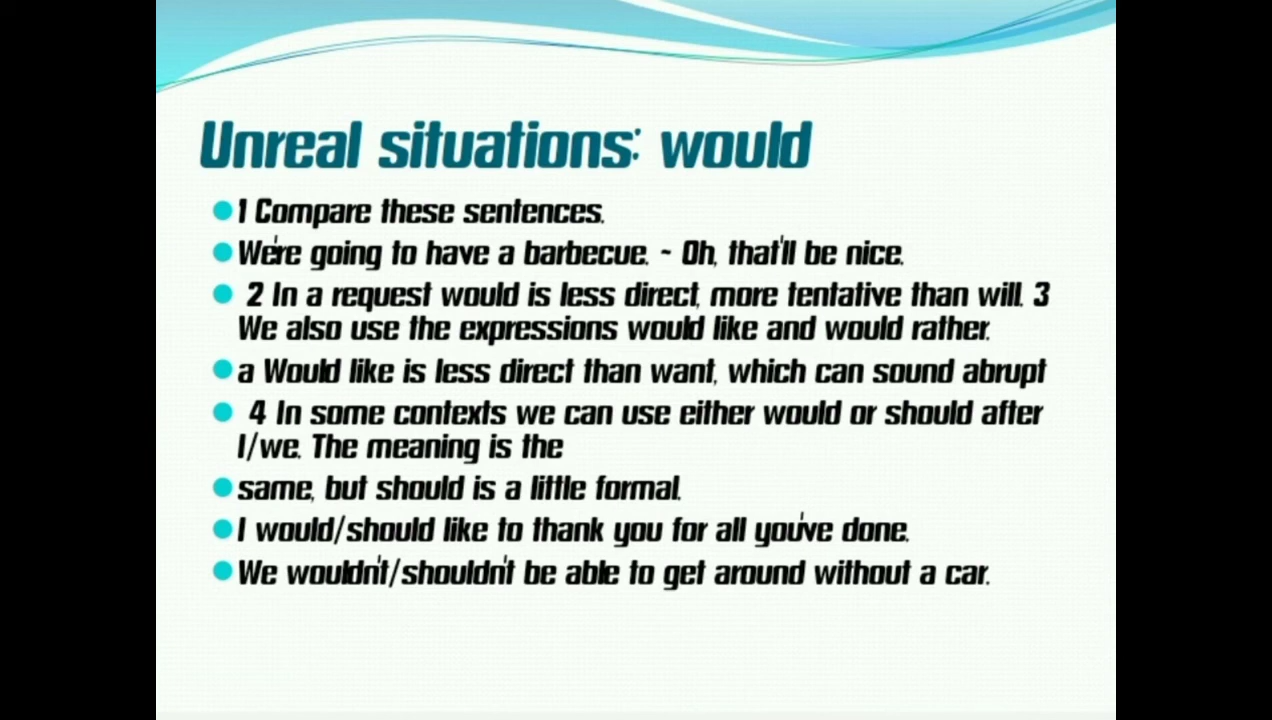 Unreal situations: would
1 Compare these sentences.
We're going to have a barbecue. ~ Oh, that'll be nice.
2 In a request would is less direct, more tentative than will. 3
We also use the expressions would like and would rather.
a Would like is less direct than want, which can sound abrupt
4 In some contexts we can use either would or should after
I/we. The meaning is the
same, but should is a little formal.
I would/should like to thank you for all you've done.
We wouldn't/shouldn't be able to get around without a car.